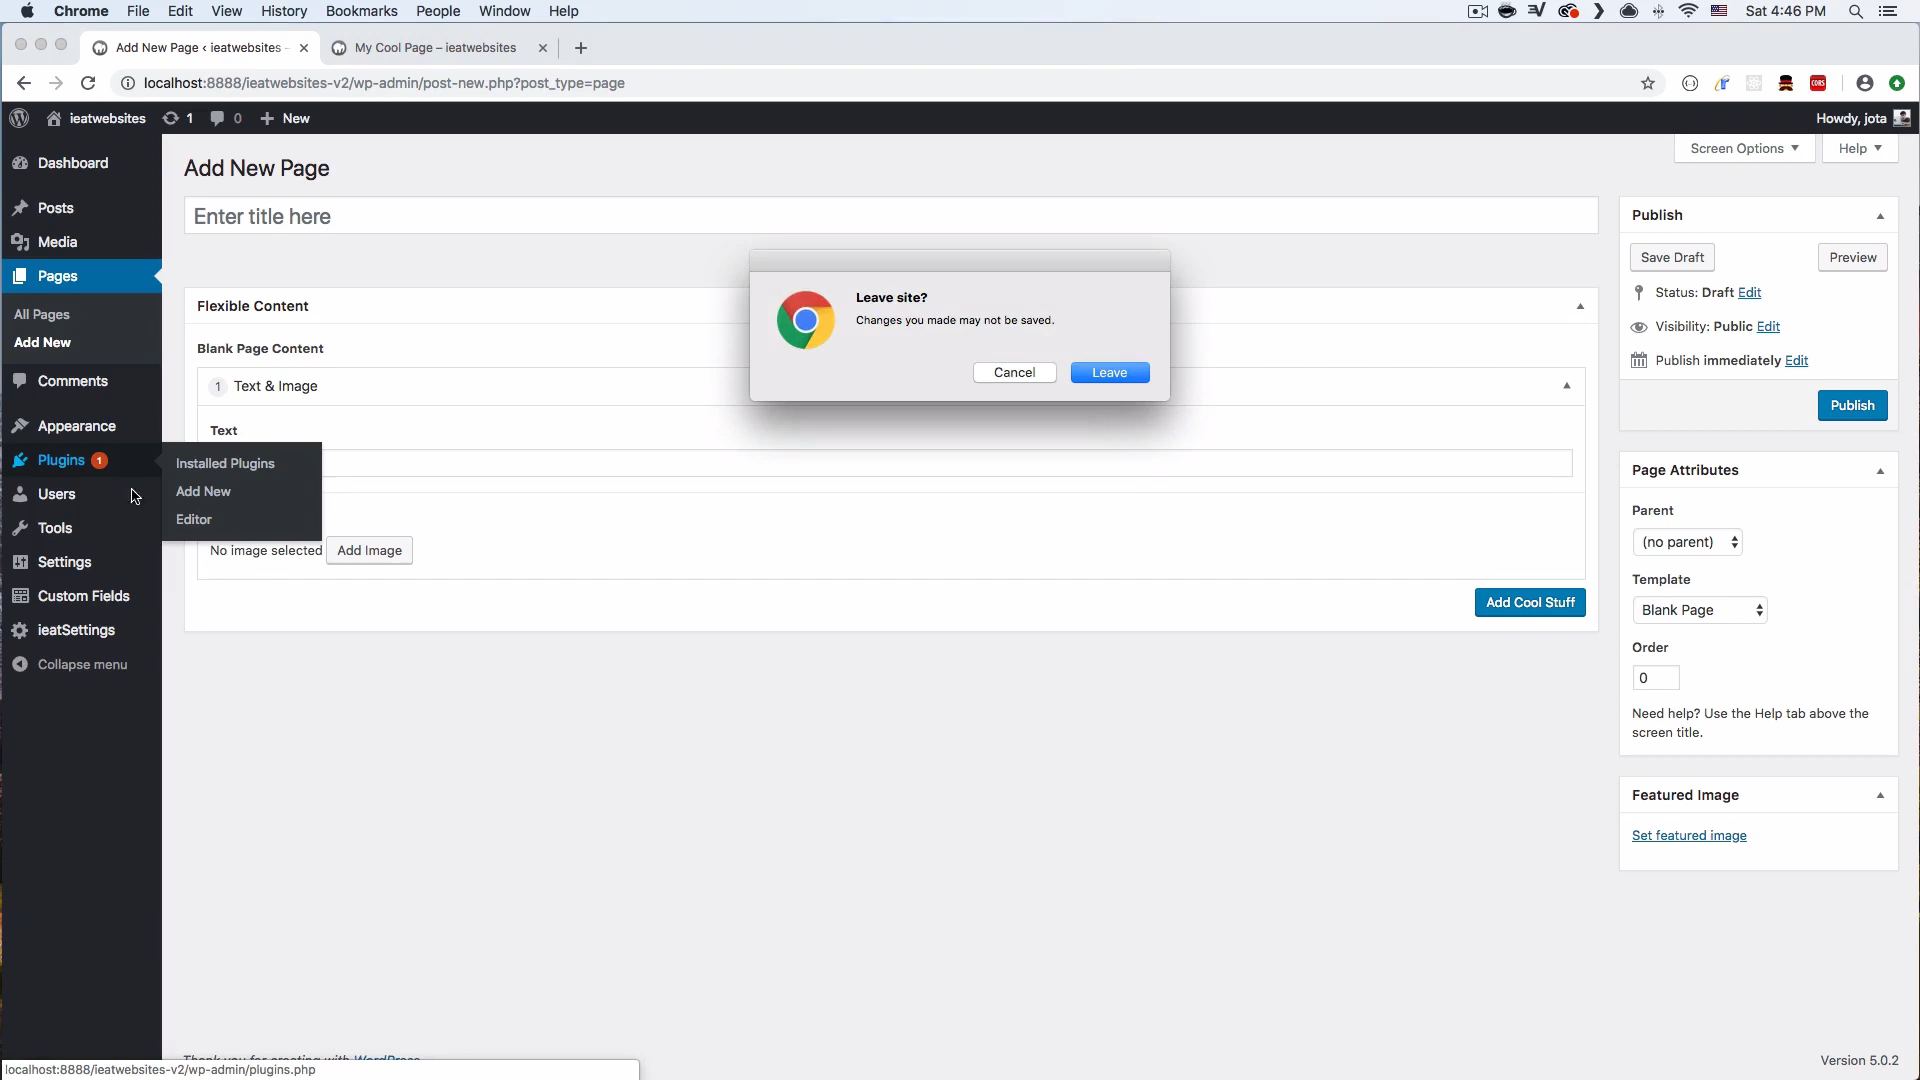 Chrome File Edit View History Bookmarks People Window Help
Sat 4:46 PM
Add New Page ‹ ieatwebsites -
My Cool Page – ieatwebsites
localhost:8888/ieatwebsites-v2/wp-admin/post-new.php?post_type=page
CORS
ieatwebsites 1 0 New
Howdy, jota
Dashboard
Posts
Media
Pages
All Pages
Add New
Comments
Appearance
Plugins 1
Users
Tools
Settings
Custom Fields
ieatSettings
Collapse menu
Installed Plugins
Add New
Editor
Screen Options
Help
Add New Page
Enter title here
Flexible Content
Blank Page Content
1 Text & Image
Text
No image selected Add Image
Add Cool Stuff
Leave site?
Changes you made may not be saved.
Cancel Leave
Publish
Save Draft Preview
Status: Draft Edit
Visibility: Public Edit
Publish immediately Edit
Publish
Page Attributes
Parent
(no parent)
Template
Blank Page
Order
0
Need help? Use the Help tab above the
screen title.
Featured Image
Set featured image
Thank you for creating with WordPress
Version 5.0.2
localhost:8888/ieatwebsites-v2/wp-admin/plugins.php